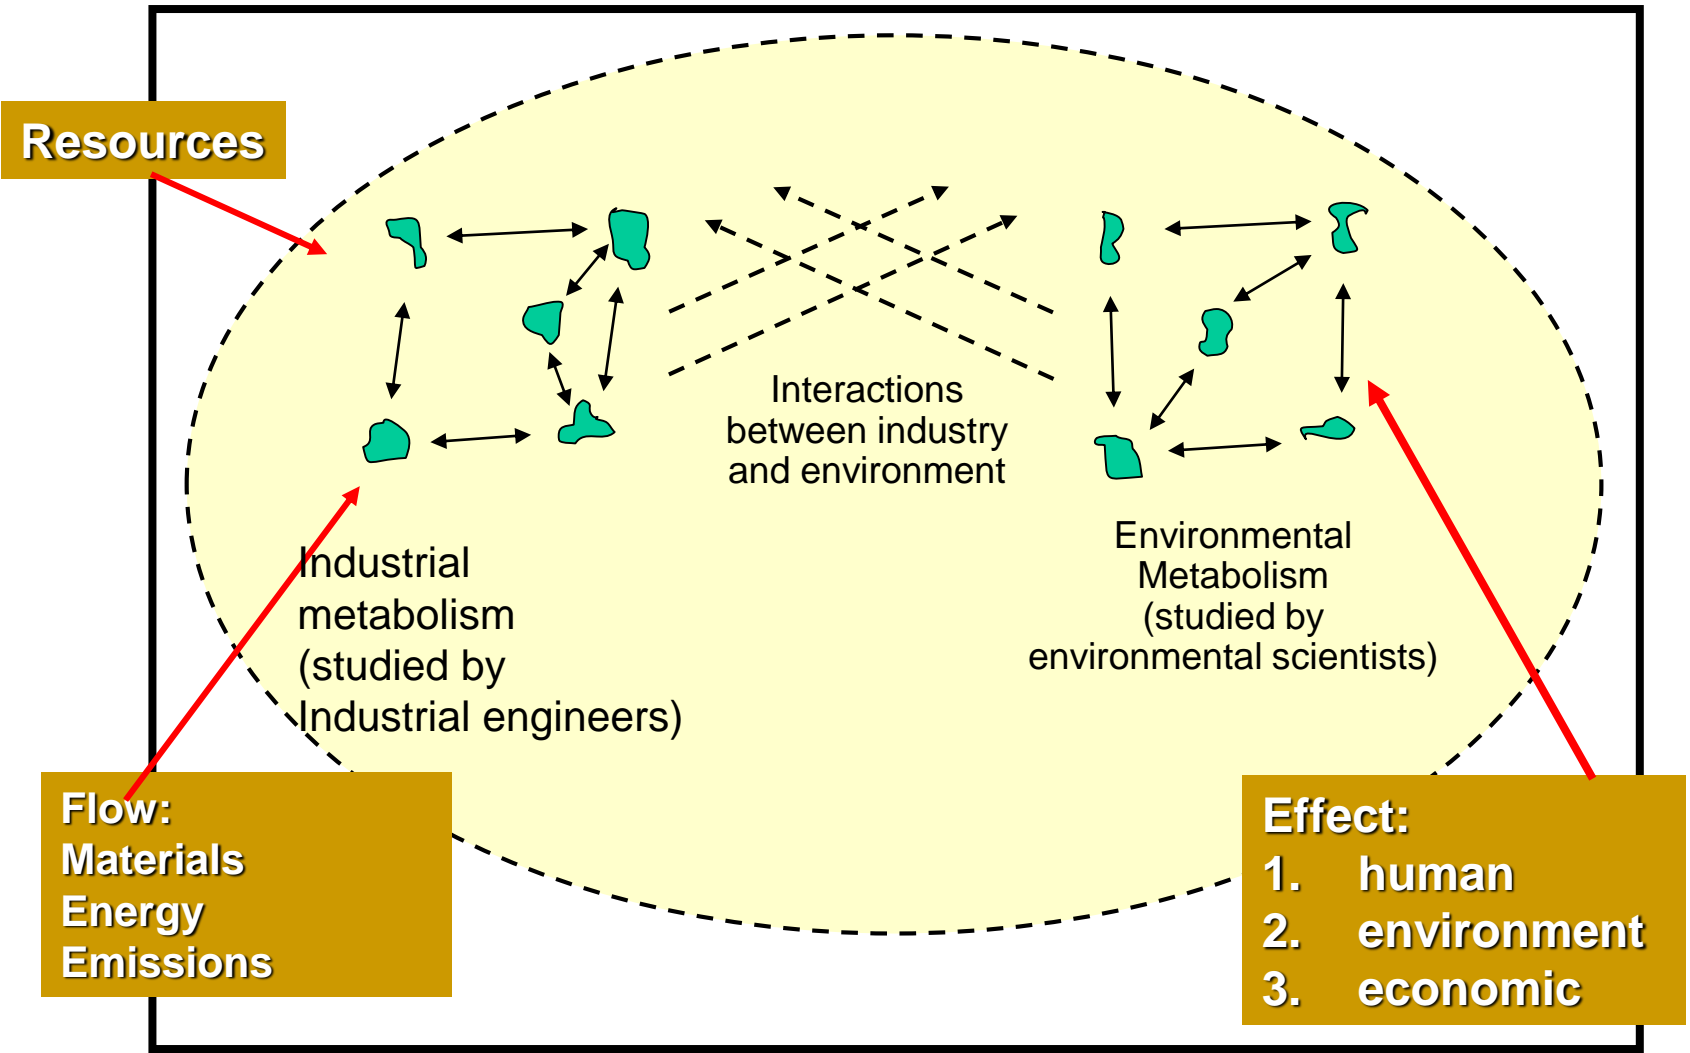 Resources
Interactions
between industry
and environment
Industrial
metabolism
(studied by
Industrial engineers)
Environmental
Metabolism
(studied by
environmental scientists)
Flow:
Materials
Energy
Emissions
Effect:
1. human
2. environment
3. economic